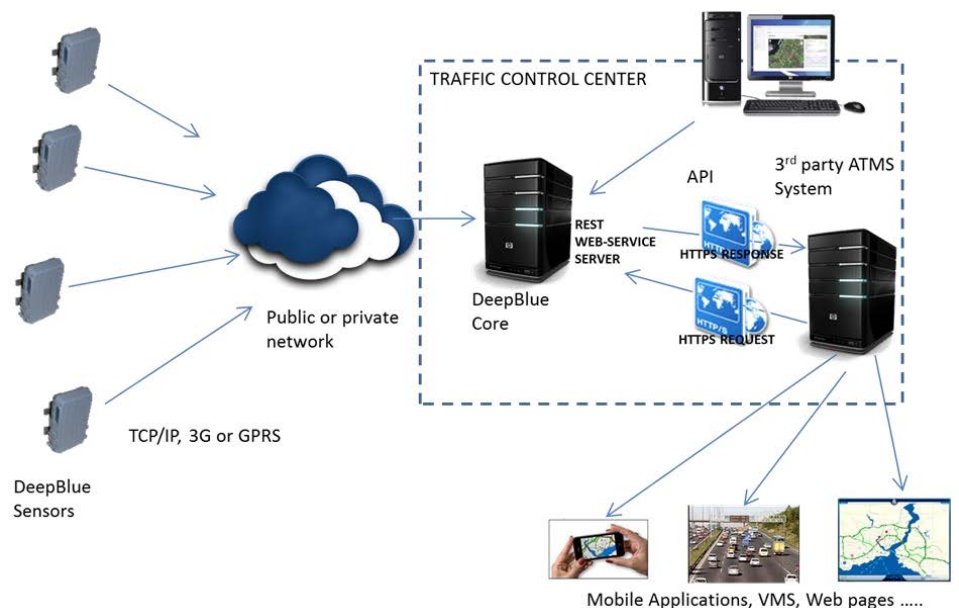 TRAFFIC CONTROL CENTER
3rd party ATMS
System
API
REST
WEB-SERVICE
SERVER
HTTPS RESPONSE
DeepBlue
Core
HTTP/S
HTTPS REQUEST
Public or private
network
TCP/IP, 3G or GPRS
DeepBlue
Sensors
Mobile Applications, VMS, Web pages .....